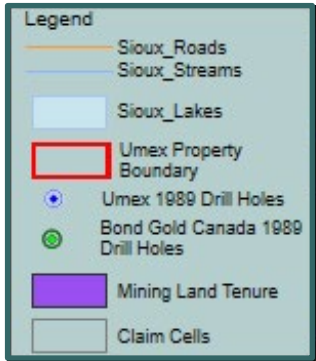 Legend
Sioux_Roads
Sioux_Streams
Sioux_Lakes
Umex Property
Boundary
Umex 1989 Drill Holes
Bond Gold Canada 1989
Drill Holes
Mining Land Tenure
Claim Cells